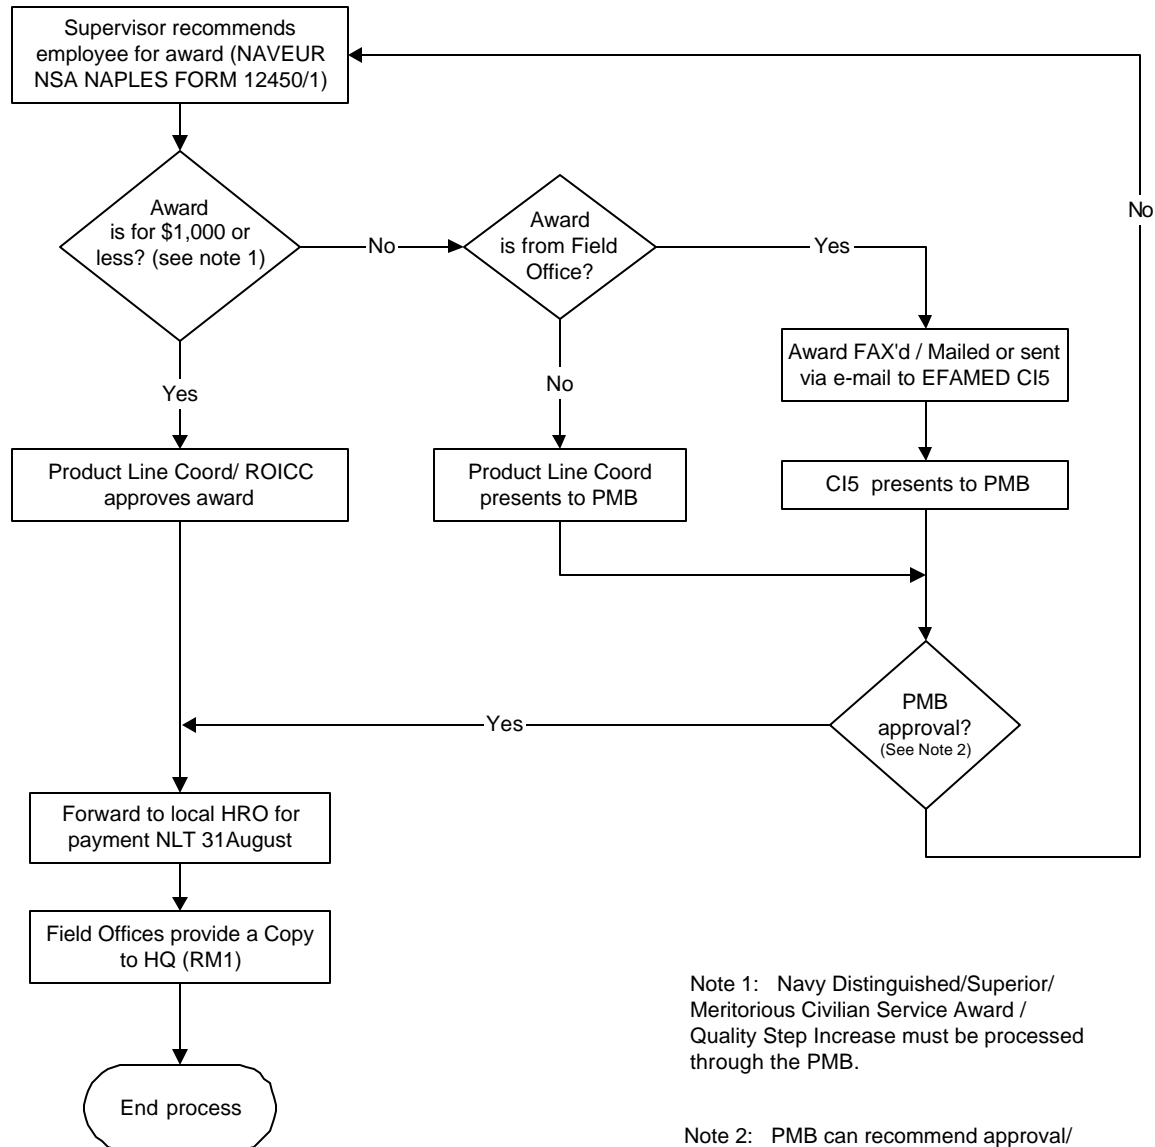 Supervisor recommends
employee for award (NAVEUR
NSA NAPLES FORM 12450/1)
Award
is for $1,000 or
less? (see note 1)
No
Award
is from Field
Office?
Yes
No
Award FAX'd / Mailed or sent
via e-mail to EFAMED CI5
Yes
No
Product Line Coord/ ROICC
approves award
Product Line Coord
presents to PMB
CI5 presents to PMB
PMB
approval?
(See Note 2)
Yes
Forward to local HRO for
payment NLT 31August
Field Offices provide a Copy
to HQ (RM1)
End process
Note 1: Navy Distinguished/Superior/
Meritorious Civilian Service Award /
Quality Step Increase must be processed
through the PMB.
Note 2: PMB can recommend approval/